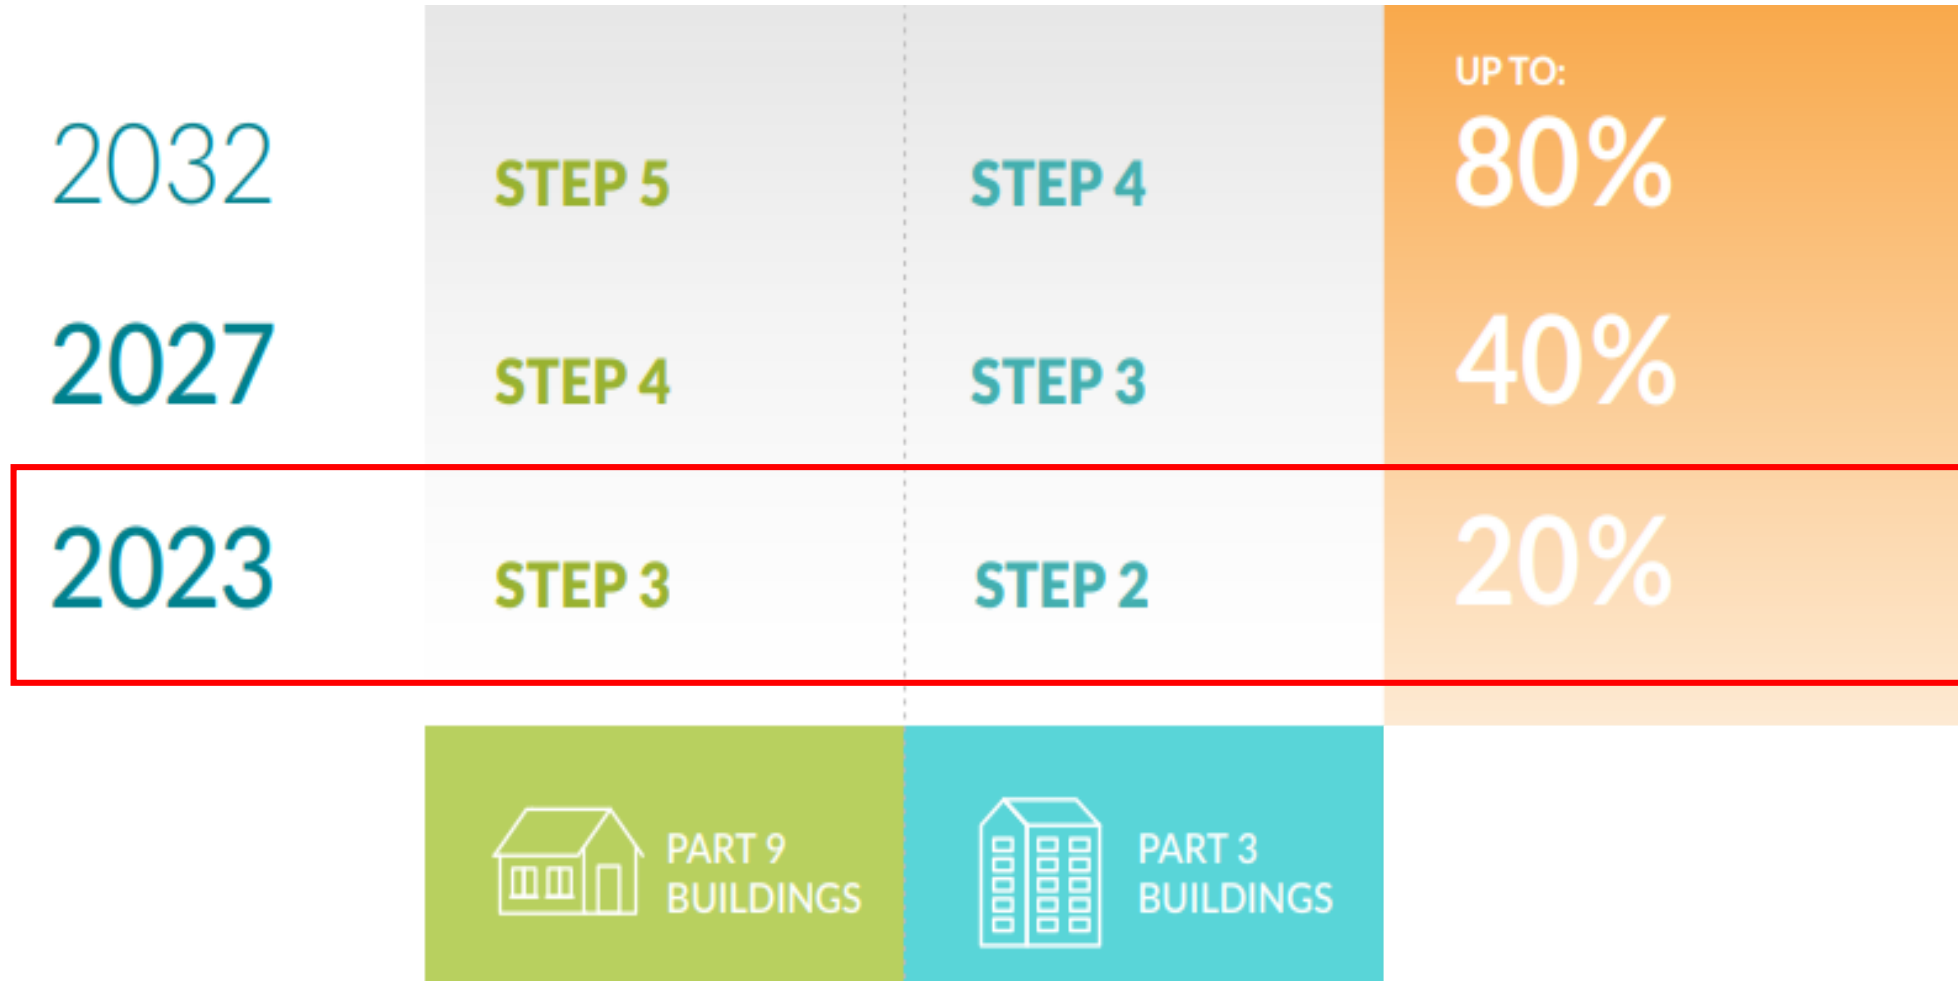 UP TO:
2032 STEP 5 STEP 4 80%
2027 STEP 4 STEP 3 40%
2023 STEP 3 STEP 2 20%
PART 9 PART 3
BUILDINGS BUILDINGS